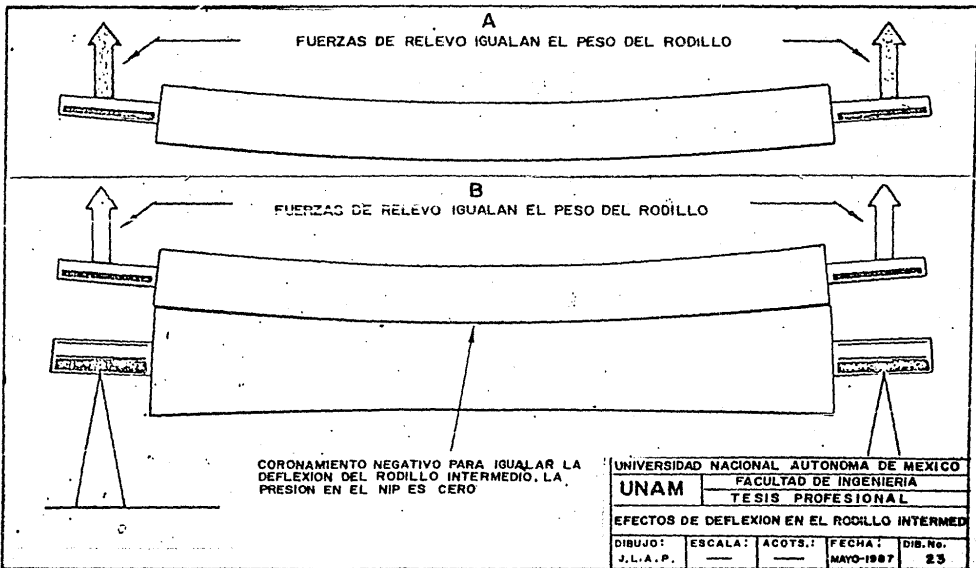 A
FUERZAS DE RELEVO IGUALAN EL PESO DEL RODILLO
B
FUERZAS DE RELEVO IGUALAN EL PESO DEL RODILLO
CORONAMIENTO NEGATIVO PARA IGUALAR LA
DEFLEXION DEL RODILLO INTERMEDIO. LA
PRESION EN EL NIP ES CERO
UNIVERSIDAD NACIONAL AUTONOMA DE MEXICO
UNAM
FACULTAD DE INGENIERIA
TESIS PROFESIONAL
EFECTOS DE DEFLEXION EN EL RODILLO INTERMED
DIBUJO: ESCALA: ACOTS.: FECHA: DIB.No.
J.L.A.P. — — MAYO-1987 23